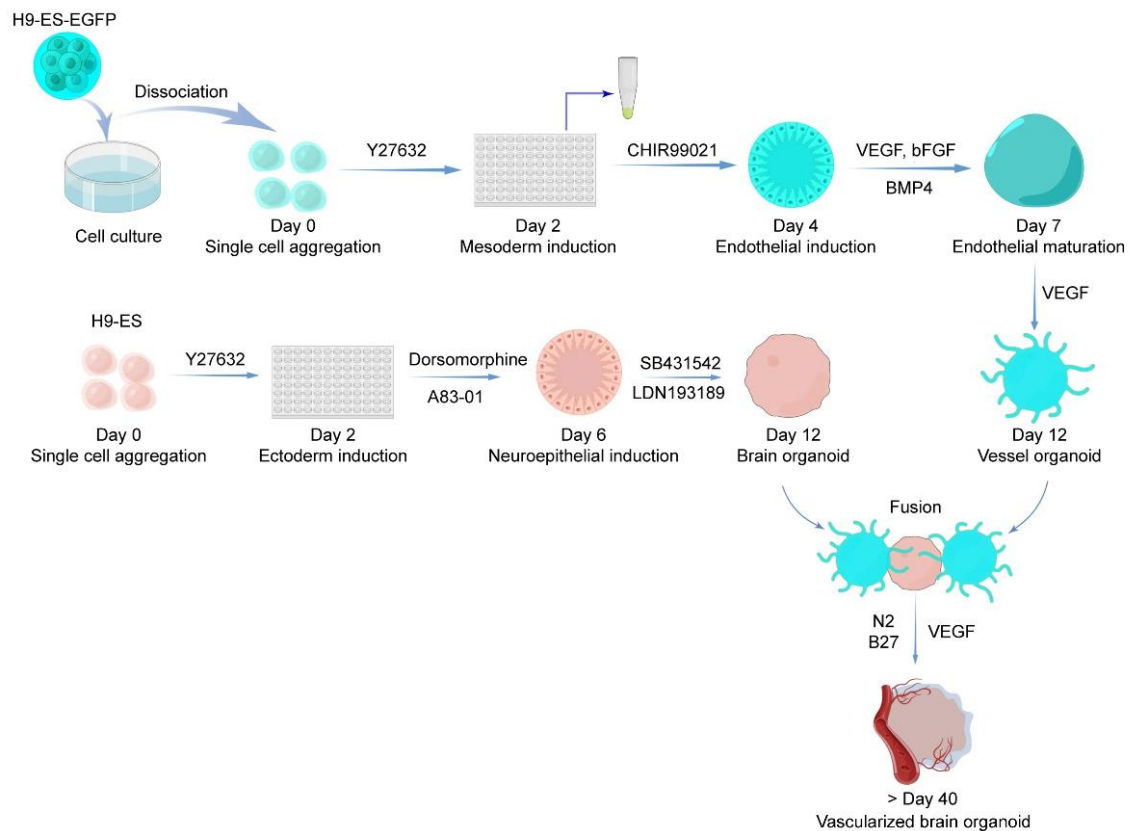 H9-ES-EGFP
Dissociation
Cell culture
Day 0
Single cell aggregation
Y27632
Day 2
Mesoderm induction
CHIR99021
Day 4
Endothelial induction
VEGF, bFGF
BMP4
Day 7
Endothelial maturation
VEGF
H9-ES
Day 0
Single cell aggregation
Y27632
Day 2
Ectoderm induction
Dorsomorphine
A83-01
Day 6
Neuroepithelial induction
SB431542
LDN193189
Day 12
Brain organoid
Day 12
Vessel organoid
Fusion
N2
B27
VEGF
> Day 40
Vascularized brain organoid